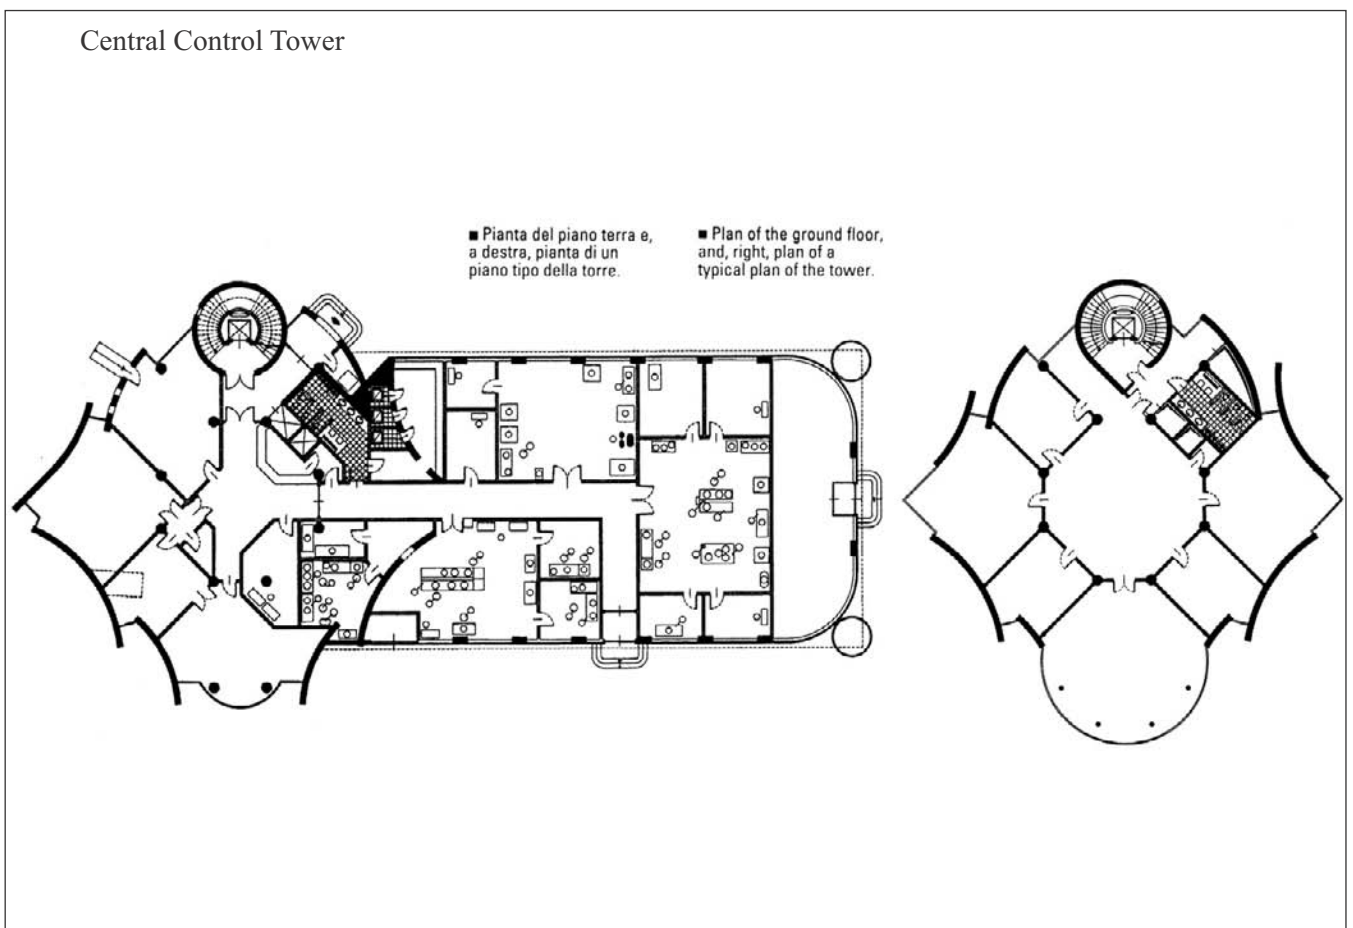 Central Control Tower
■ Pianta del piano terra e,
a destra, pianta di un
piano tipo della torre.
■ Plan of the ground floor,
and, right, plan of a
typical plan of the tower.